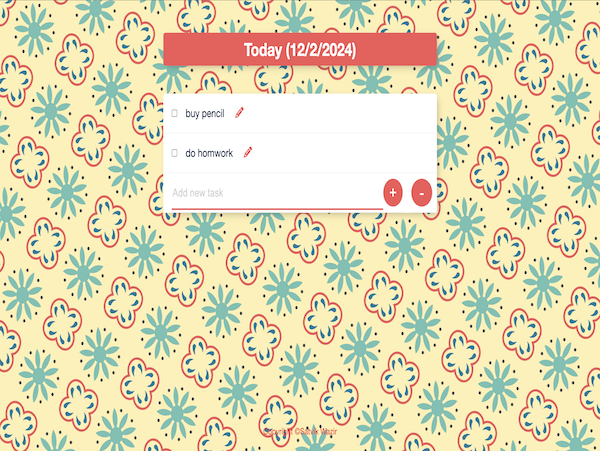 Today (12/2/2024)
buy pencil
do homwork
Add new task
+ -